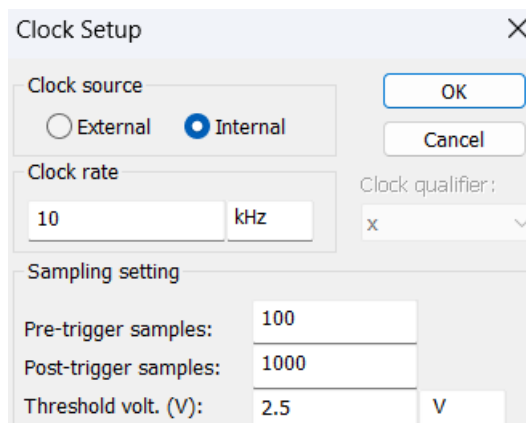 Clock Setup
Clock source
External Internal
OK
Cancel
Clock rate
10 kHz
Clock qualifier:
x
Sampling setting
Pre-trigger samples: 100
Post-trigger samples: 1000
Threshold volt. (V): 2.5 V